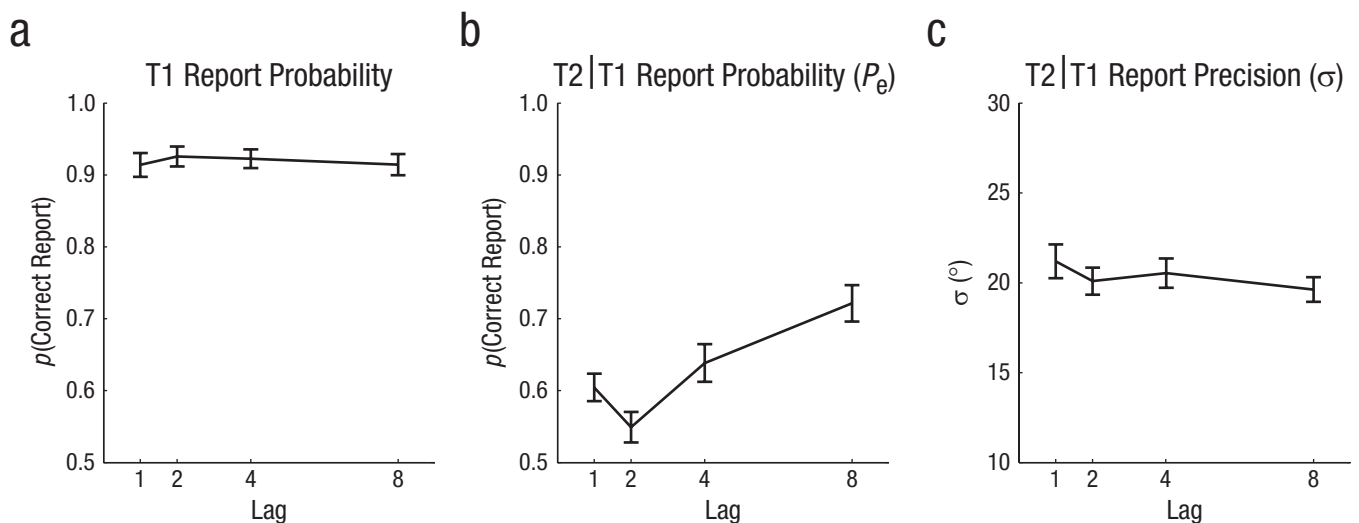 a
T1 Report Probability
1.0
0.9
0.8
0.7
0.6
0.5
p(Correct Report)
1 2 4 8
Lag
b
T2|T1 Report Probability (Pe)
1.0
0.9
0.8
0.7
0.6
0.5
p(Correct Report)
1 2 4 8
Lag
c
T2|T1 Report Precision (σ)
30
25
20
15
10
σ (°)
1 2 4 8
Lag